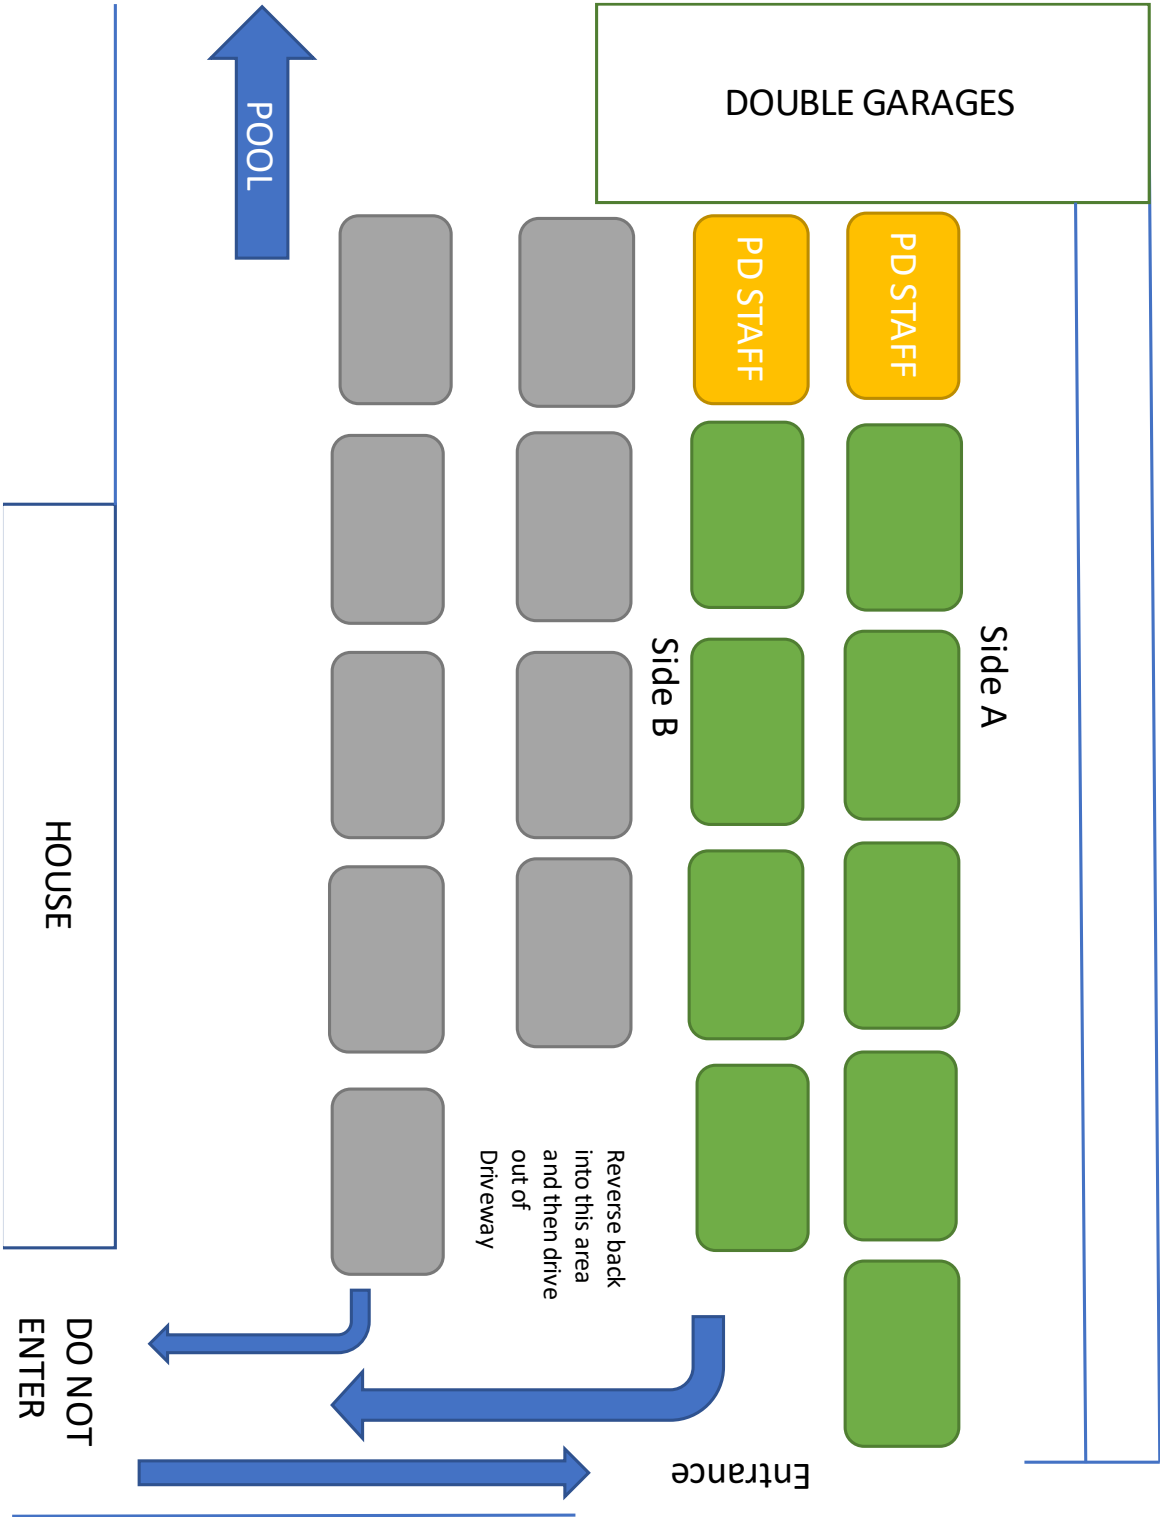 DOUBLE GARAGES
POOL
PD STAFF
PD STAFF
Side A
Side B
HOUSE
Reverse back
into this area
and then drive
out of
Driveway
DO NOT
ENTER
Entrance